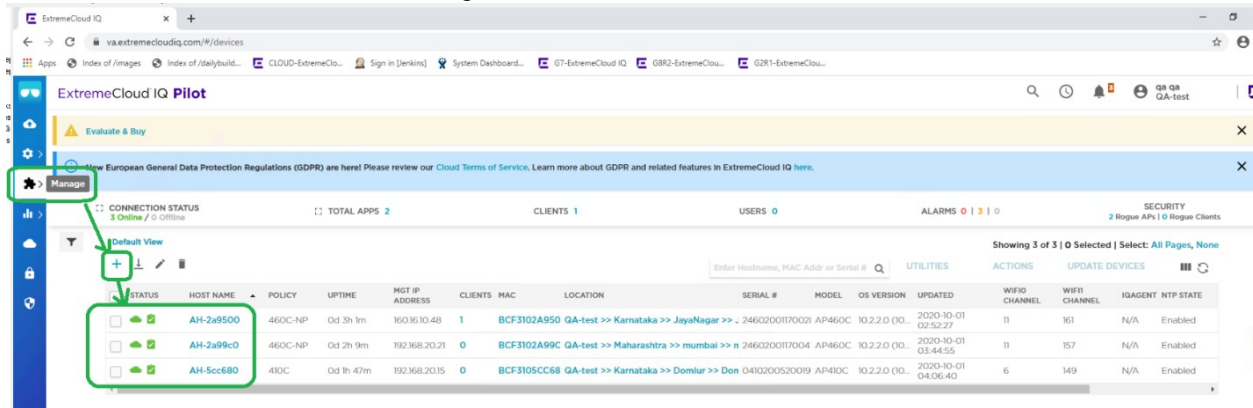 ExtremeCloud IQ
va.extremecloudiq.com/#/devices
Apps Index of /images Index of /dailybuild... CLOUD-ExtremeClo... Sign in [Jenkins] System Dashboard... G7-ExtremeCloud IQ G8R2-ExtremeClou... G2R1-ExtremeClou...
ExtremeCloud IQ Pilot
qa qa
QA-test
Evaluate & Buy
New European General Data Protection Regulations (GDPR) are here! Please review our Cloud Terms of Service. Learn more about GDPR and related features in ExtremeCloud IQ here.
Manage
CONNECTION STATUS
3 Online / 0 Offline
TOTAL APPS 2
CLIENTS 1
USERS 0
ALARMS 0 | 3 | 0
SECURITY
2 Rogue APs | 0 Rogue Clients
Default View
Showing 3 of 3 | 0 Selected | Select: All Pages, None
Enter Hostname, MAC Addr or Serial # UTILITIES ACTIONS UPDATE DEVICES
STATUS HOST NAME POLICY UPTIME MGT IP ADDRESS CLIENTS MAC LOCATION SERIAL # MODEL OS VERSION UPDATED WIFI0 CHANNEL WIFI1 CHANNEL IQAGENT NTP STATE
AH-2a9500 460C-NP 0d 3h 1m 160.16.10.48 1 BCF3102A950 QA-test >> Karnataka >> JayaNagar >> AP460C 10.2.2.0 (10... 2020-10-01 02:52:27 11 161 N/A Enabled
AH-2a99c0 460C-NP 0d 2h 9m 192.168.20.21 0 BCF3102A99C QA-test >> Maharashtra >> mumbai >> n 2460200117004 AP460C 10.2.2.0 (10... 2020-10-01 03:44:55 11 157 N/A Enabled
AH-5cc680 410C 0d 1h 47m 192.168.20.15 0 BCF3105CC68 QA-test >> Karnataka >> Domlur >> Don 0410200520019 AP410C 10.2.2.0 (10... 2020-10-01 04:06:40 6 149 N/A Enabled